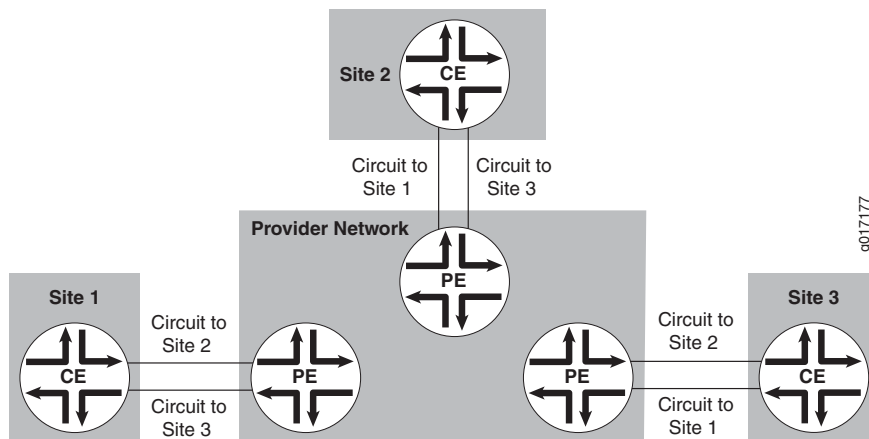 Site 2
CE
Circuit to
Site 1
Circuit to
Site 3
Provider Network
PE
g017177
Site 1
CE
Circuit to
Site 2
Circuit to
Site 3
PE
PE
Circuit to
Site 2
Circuit to
Site 1
Site 3
CE